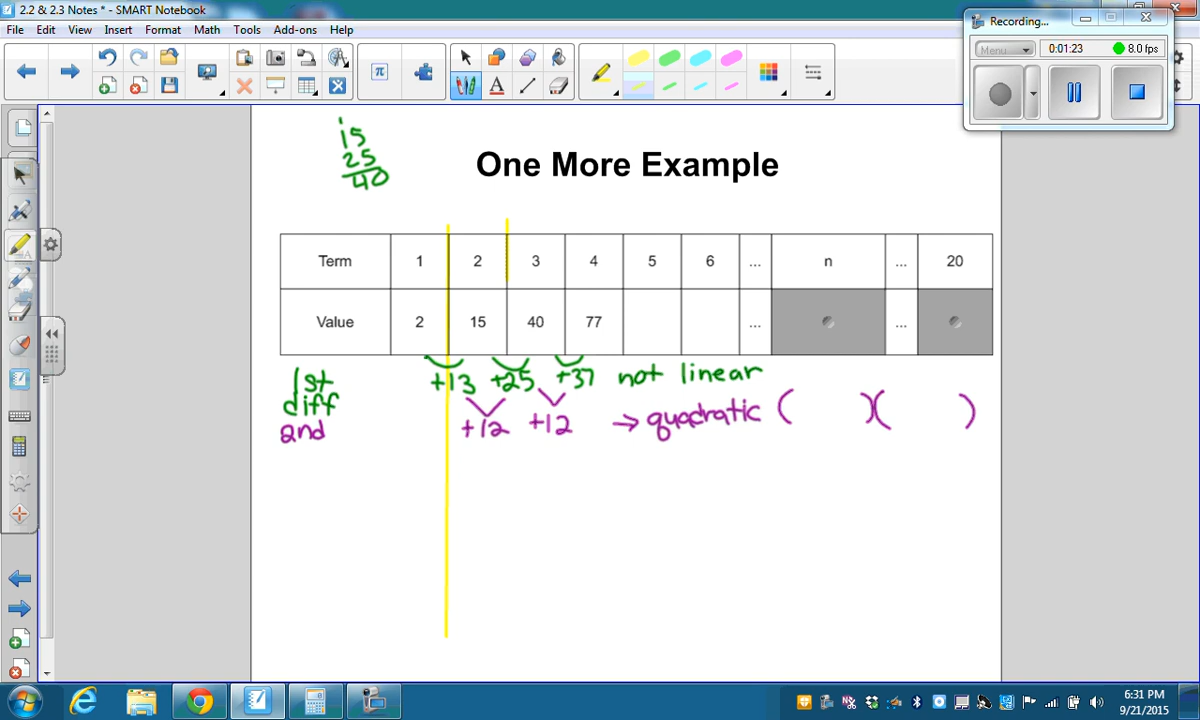 2.2 & 2.3 Notes * - SMART Notebook
File Edit View Insert Format Math Tools Add-ons Help
Recording...
Menu 0:01:23 8.0 fps
15
25
40
One More Example
Term 1 2 3 4 5 6 ... n ... 20
Value 2 15 40 77 ... ...
1st diff +13 +25 +37 not linear
2nd +12 +12 → quadratic ( )( )
6:31 PM
9/21/2015